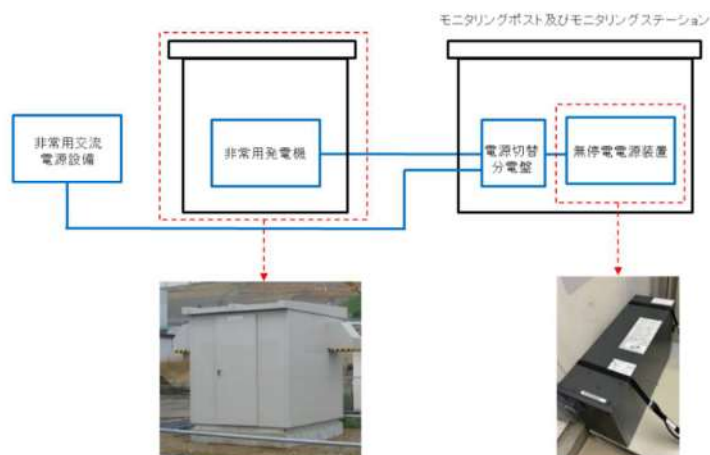 モニタリングポスト及びモニタリングステーション
非常用交流
電源設備
非常用発電機
電源切替
分電盤
無停電電源装置